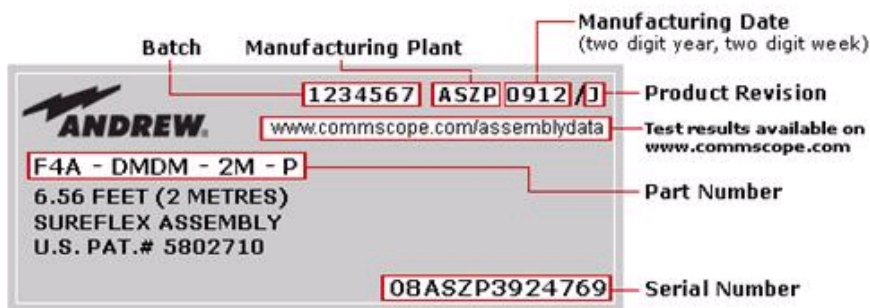 Manufacturing Date
(two digit year, two digit week)
Batch Manufacturing Plant
1234567 ASZP 0912 /J Product Revision
ANDREW.
www.commscope.com/assemblydata Test results available on
www.commscope.com
F4A - DMDM - 2M - P
Part Number
6.56 FEET (2 METRES)
SUREFLEX ASSEMBLY
U.S. PAT.# 5802710
08ASZP3924769 Serial Number